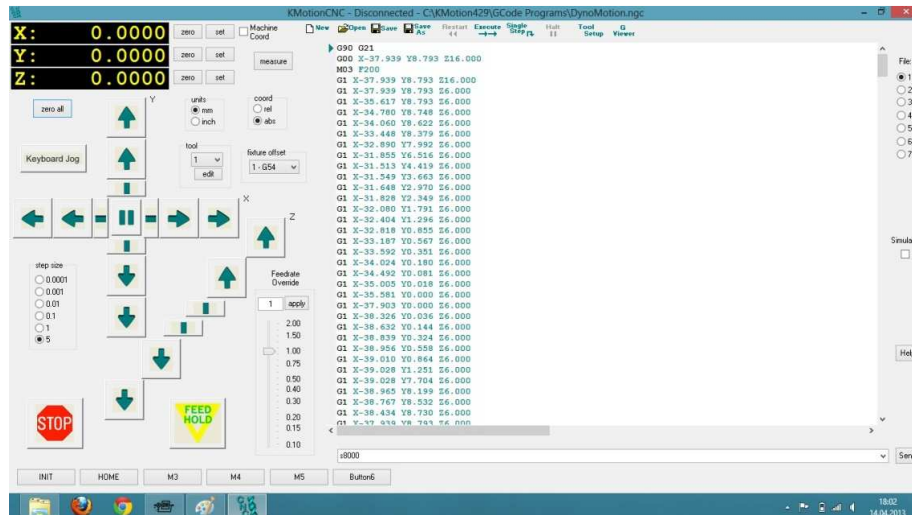 KMotionCNC - Disconnected - C:\KMotion429\GCode Programs\DynoMotion.ngc
X: 0.0000 zero set Machine Coord
Y: 0.0000 zero set
Z: 0.0000 zero set
measure
New Open Save Save As Restart Execute Single Step Halt Tool Setup G Viewer
zero all
Y
units
mm
inch
coord
rel
abs
Keyboard Jog
tool
1
edit
fixture offset
1 - G54
X
Z
step size
0.0001
0.001
0.01
0.1
1
5
Feedrate Override
1 apply
2.00
1.50
1.00
0.75
0.50
0.40
0.30
0.20
0.15
0.10
STOP
FEED HOLD
G90 G21
G00 X-37.939 Y8.793 Z16.000
M03 F200
G1 X-37.939 Y8.793 Z16.000
G1 X-37.939 Y8.793 Z6.000
G1 X-35.617 Y8.793 Z6.000
G1 X-34.780 Y8.748 Z6.000
G1 X-34.060 Y8.622 Z6.000
G1 X-33.448 Y8.379 Z6.000
G1 X-32.890 Y7.992 Z6.000
G1 X-31.855 Y6.516 Z6.000
G1 X-31.513 Y4.419 Z6.000
G1 X-31.549 Y3.663 Z6.000
G1 X-31.648 Y2.970 Z6.000
G1 X-31.828 Y2.349 Z6.000
G1 X-32.080 Y1.791 Z6.000
G1 X-32.404 Y1.296 Z6.000
G1 X-32.818 Y0.855 Z6.000
G1 X-33.187 Y0.567 Z6.000
G1 X-33.592 Y0.351 Z6.000
G1 X-34.024 Y0.180 Z6.000
G1 X-34.492 Y0.081 Z6.000
G1 X-35.005 Y0.018 Z6.000
G1 X-35.581 Y0.000 Z6.000
G1 X-37.903 Y0.000 Z6.000
G1 X-38.326 Y0.036 Z6.000
G1 X-38.632 Y0.144 Z6.000
G1 X-38.839 Y0.324 Z6.000
G1 X-38.956 Y0.558 Z6.000
G1 X-39.010 Y0.864 Z6.000
G1 X-39.028 Y1.251 Z6.000
G1 X-39.028 Y7.704 Z6.000
G1 X-38.965 Y8.199 Z6.000
G1 X-38.767 Y8.532 Z6.000
G1 X-38.434 Y8.730 Z6.000
G1 X-37.939 Y8.793 Z6.000
s8000
File:
1
2
3
4
5
6
7
Simula
Hel
Sen
INIT HOME M3 M4 M5 Button6
18:02
14.04.2013